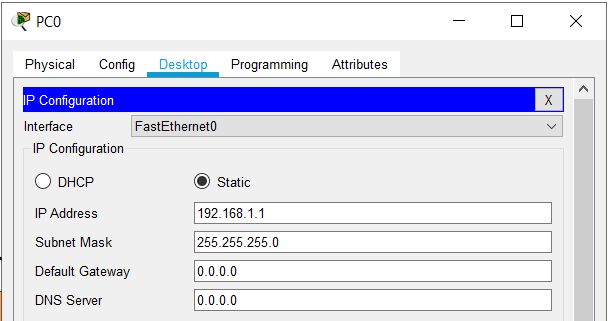 PC0
Physical Config Desktop Programming Attributes
IP Configuration X
Interface FastEthernet0
IP Configuration
DHCP Static
IP Address 192.168.1.1
Subnet Mask 255.255.255.0
Default Gateway 0.0.0.0
DNS Server 0.0.0.0